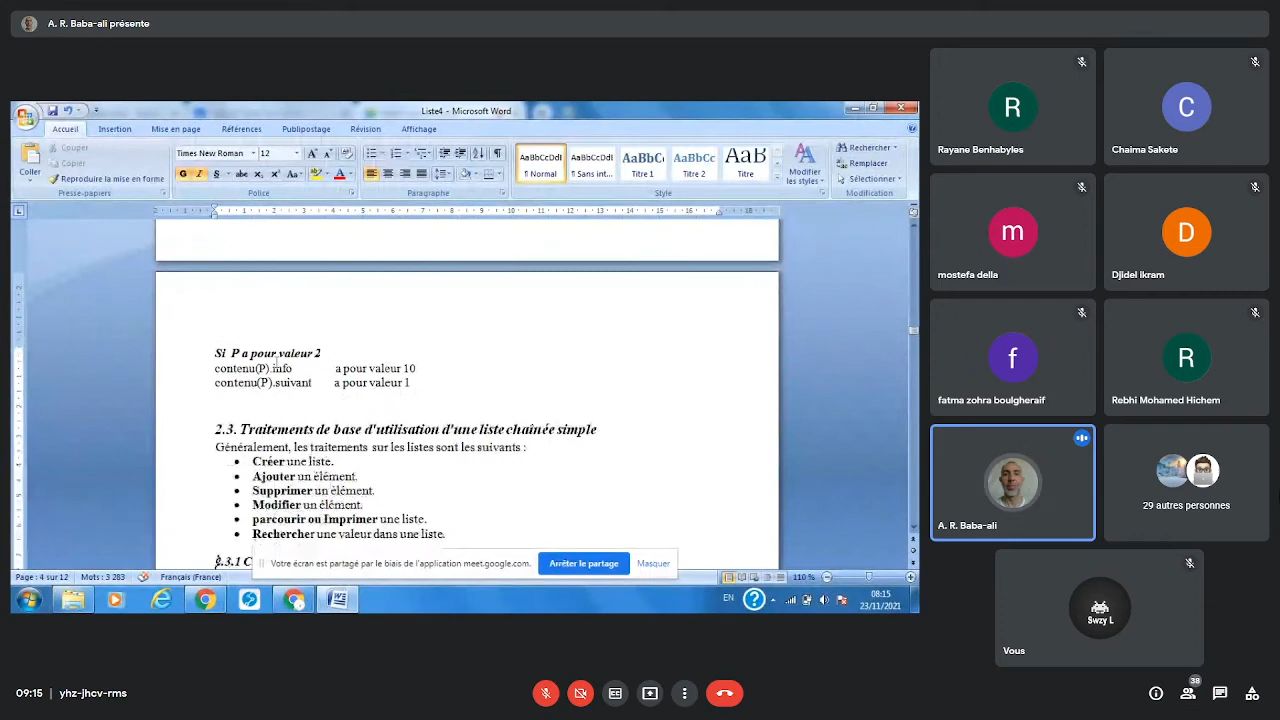 A. R. Baba-ali présente
Liste4 - Microsoft Word
Accueil Insertion Mise en page Références Publipostage Révision Affichage
Couper
Copier
Coller
Reproduire la mise en forme
Presse-papiers
Times New Roman 12
Police
Paragraphe
AaBbCcDdI AaBbCcDdI AaBbC AaBbCc AaB
¶ Normal ¶ Sans int... Titre 1 Titre 2 Titre
Modifier les styles
Style
Rechercher
Remplacer
Sélectionner
Modification
Si P a pour valeur 2
contenu(P).info a pour valeur 10
contenu(P).suivant a pour valeur 1
2.3. Traitements de base d'utilisation d'une liste chaînée simple
Généralement, les traitements sur les listes sont les suivants :
• Créer une liste.
• Ajouter un élément.
• Supprimer un élément.
• Modifier un élément.
• parcourir ou Imprimer une liste.
• Rechercher une valeur dans une liste.
2.3.1 C
Votre écran est partagé par le biais de l'application meet.google.com. Arrêter le partage Masquer
Page : 4 sur 12 Mots : 3 283 Français (France) 110 %
EN 08:15
23/11/2021
R
Rayane Benhabyles
C
Chaima Sakete
m
mostefa della
D
Djidel Ikram
f
fatma zohra boulgheraif
R
Rebhi Mohamed Hichem
A. R. Baba-ali
29 autres personnes
Swzy L
Vous
09:15 | yhz-jhcv-rms
38